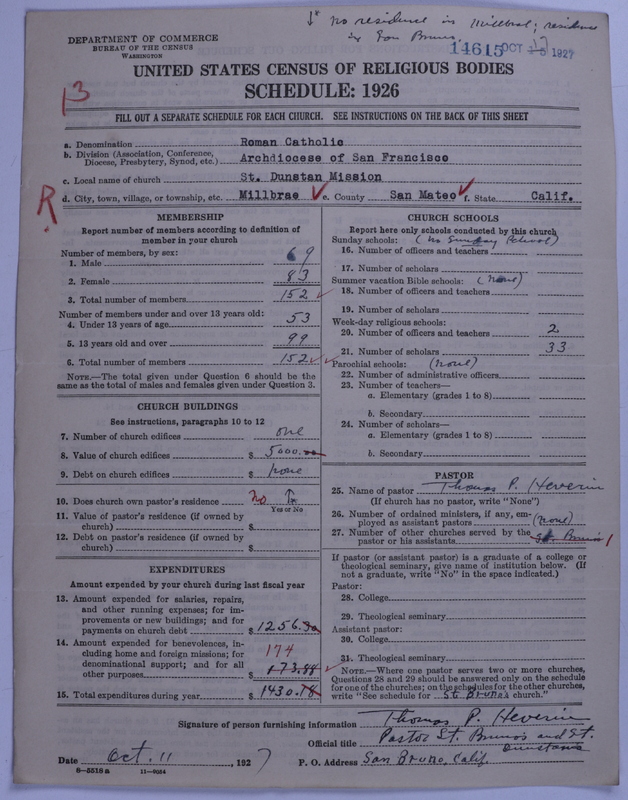 ↓* no residence in Millbrae; residence
in San Bruno.
14615 OCT 15 1927
DEPARTMENT OF COMMERCE
BUREAU OF THE CENSUS
WASHINGTON
UNITED STATES CENSUS OF RELIGIOUS BODIES
SCHEDULE: 1926
13
FILL OUT A SEPARATE SCHEDULE FOR EACH CHURCH. SEE INSTRUCTIONS ON THE BACK OF THIS SHEET
a. Denomination Roman Catholic
b. Division (Association, Conference, Diocese, Presbytery, Synod, etc.) Archdiocese of San Francisco
c. Local name of church St. Dunstan Mission
R
d. City, town, village, or township, etc. Millbrae ✓ e. County San Mateo ✓ f. State Calif.
MEMBERSHIP
Report number of members according to definition of
member in your church
Number of members, by sex:
1. Male 69
2. Female 83
3. Total number of members 152 ✓
Number of members under and over 13 years old:
4. Under 13 years of age 53
5. 13 years old and over 99
6. Total number of members 152 ✓
NOTE.—The total given under Question 6 should be the
same as the total of males and females given under Question 3.
CHURCH BUILDINGS
See instructions, paragraphs 10 to 12
7. Number of church edifices one
8. Value of church edifices $ 5000.00
9. Debt on church edifices $ none
10. Does church own pastor's residence no ↑*
Yes or No
11. Value of pastor's residence (if owned by
church) $
12. Debt on pastor's residence (if owned by
church) $
EXPENDITURES
Amount expended by your church during last fiscal year
13. Amount expended for salaries, repairs,
and other running expenses; for im-
provements or new buildings; and for
payments on church debt $ 1256.30
14. Amount expended for benevolences, in-
cluding home and foreign missions; for
denominational support; and for all
other purposes $ 174
173.88
15. Total expenditures during year $ 1430.18
CHURCH SCHOOLS
Report here only schools conducted by this church
Sunday schools: (no Sunday School)
16. Number of officers and teachers
17. Number of scholars
Summer vacation Bible schools: (none)
18. Number of officers and teachers
19. Number of scholars
Week-day religious schools:
20. Number of officers and teachers 2
21. Number of scholars 33
Parochial schools: (none)
22. Number of administrative officers
23. Number of teachers—
a. Elementary (grades 1 to 8)
b. Secondary
24. Number of scholars—
a. Elementary (grades 1 to 8)
b. Secondary
PASTOR
25. Name of pastor Thomas P. Heverin
(If church has no pastor, write "None")
26. Number of ordained ministers, if any, em-
ployed as assistant pastors (none)
27. Number of other churches served by the
pastor or his assistants St. Bruno's 1
If pastor (or assistant pastor) is a graduate of a college or
theological seminary, give name of institution below. (If
not a graduate, write "No" in the space indicated.)
Pastor:
28. College
29. Theological seminary
Assistant pastor:
30. College
31. Theological seminary
NOTE.—Where one pastor serves two or more churches,
Questions 28 and 29 should be answered only on the schedule
for one of the churches; on the schedules for the other churches,
write "See schedule for St Bruno's church."
Signature of person furnishing information Thomas P. Heverin
Official title Pastor St. Bruno's and St.
Dunstan's
Date Oct. 11, 1927 P. O. Address San Bruno, Calif.
8—5518 a 11—9054